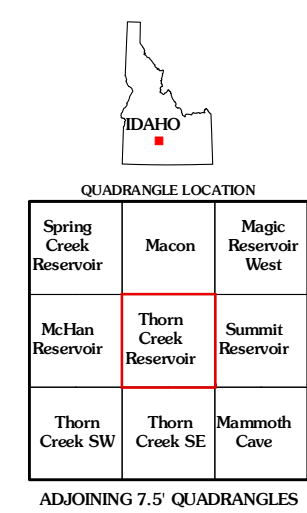 IDAHO
QUADRANGLE LOCATION
Spring
Creek
Reservoir
Macon
Magic
Reservoir
West
McHan
Reservoir
Thorn
Creek
Reservoir
Summit
Reservoir
Thorn
Creek SW
Thorn
Creek SE
Mammoth
Cave
ADJOINING 7.5' QUADRANGLES